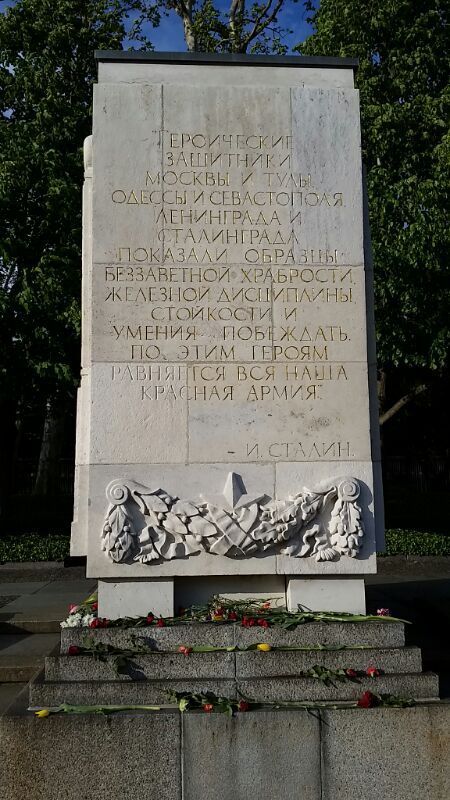 "ГЕРОИЧЕСКИЕ
ЗАЩИТНИКИ
МОСКВЫ И ТУЛЫ,
ОДЕССЫ И СЕВАСТОПОЛЯ,
ЛЕНИНГРАДА И
СТАЛИНГРАДА
ПОКАЗАЛИ ОБРАЗЦЫ
БЕЗЗАВЕТНОЙ ХРАБРОСТИ,
ЖЕЛЕЗНОЙ ДИСЦИПЛИНЫ,
СТОЙКОСТИ И
УМЕНИЯ ПОБЕЖДАТЬ.
ПО ЭТИМ ГЕРОЯМ
РАВНЯЕТСЯ ВСЯ НАША
КРАСНАЯ АРМИЯ".
– И. СТАЛИН.